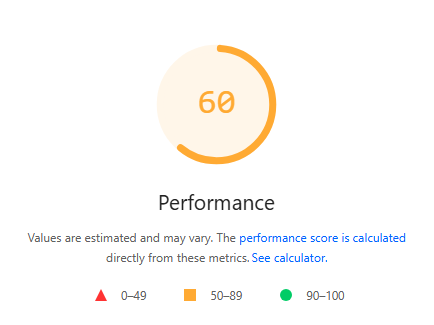 60
Performance
Values are estimated and may vary. The performance score is calculated
directly from these metrics. See calculator.
0–49 50–89 90–100